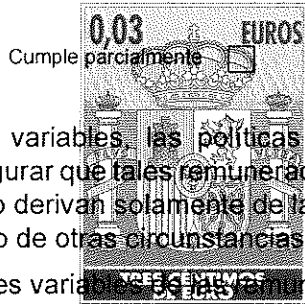 0,03 EUROS
Cumple parcialmente
variables, las políticas
gurar que tales remunerac
o derivan solamente de la
o de otras circunstancias
TRES CÉNTIMOS
DE EURO
es variables de las remun